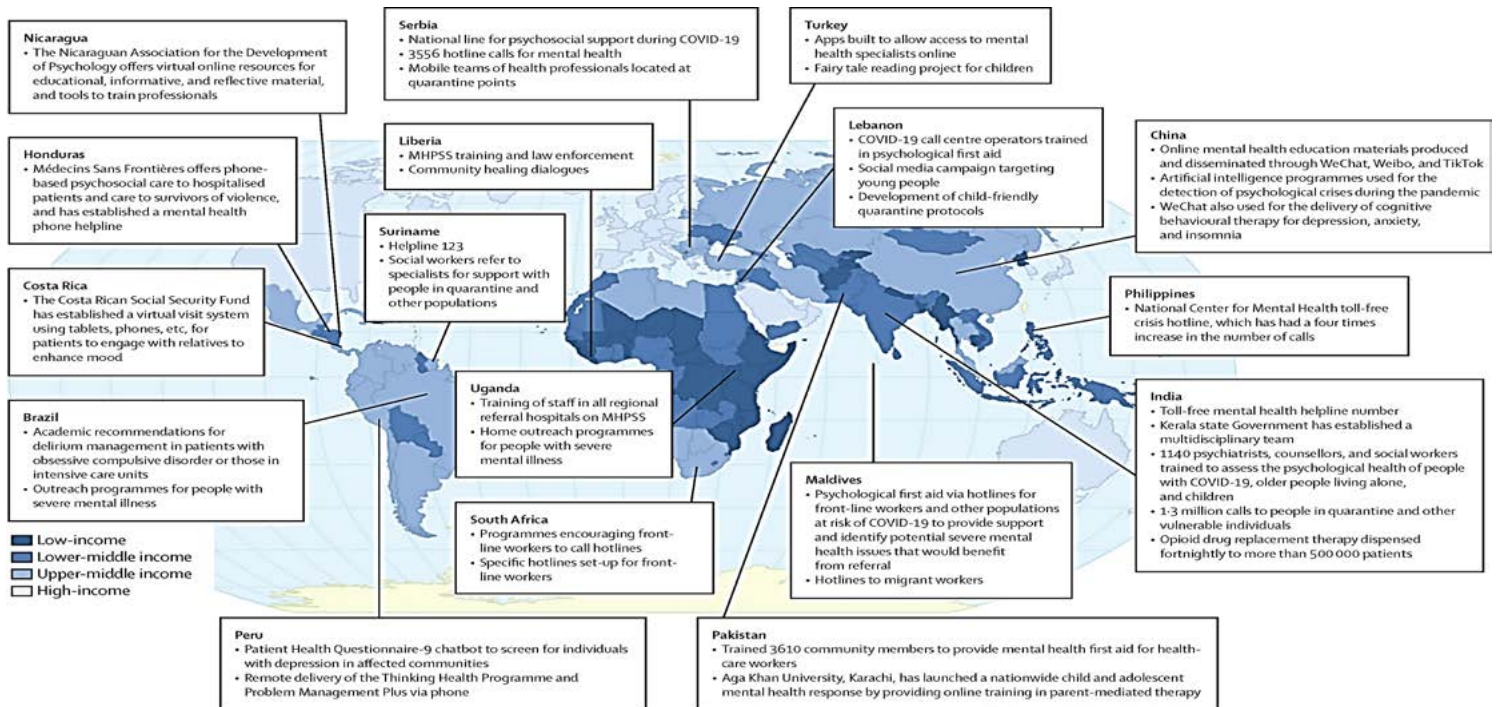 Nicaragua
• The Nicaraguan Association for the Development
of Psychology offers virtual online resources for
educational, informative, and reflective material,
and tools to train professionals
Honduras
• Médecins Sans Frontières offers phone-
based psychosocial care to hospitalised
patients and care to survivors of violence,
and has established a mental health
phone helpline
Costa Rica
• The Costa Rican Social Security Fund
has established a virtual visit system
using tablets, phones, etc, for
patients to engage with relatives to
enhance mood
Brazil
• Academic recommendations for
delirium management in patients with
obsessive compulsive disorder or those in
intensive care units
• Outreach programmes for people with
severe mental illness
Low-income
Lower-middle income
Upper-middle income
High-income
Serbia
• National line for psychosocial support during COVID-19
• 3556 hotline calls for mental health
• Mobile teams of health professionals located at
quarantine points
Liberia
• MHPSS training and law enforcement
• Community healing dialogues
Suriname
• Helpline 123
• Social workers refer to
specialists for support with
people in quarantine and
other populations
Uganda
• Training of staff in all regional
referral hospitals on MHPSS
• Home outreach programmes
for people with severe
mental illness
South Africa
• Programmes encouraging front-
line workers to call hotlines
• Specific hotlines set-up for front-
line workers
Turkey
• Apps built to allow access to mental
health specialists online
• Fairy tale reading project for children
Lebanon
• COVID-19 call centre operators trained
in psychological first aid
• Social media campaign targeting
young people
• Development of child-friendly
quarantine protocols
China
• Online mental health education materials produced
and disseminated through WeChat, Weibo, and TikTok
• Artificial intelligence programmes used for the
detection of psychological crises during the pandemic
• WeChat also used for the delivery of cognitive
behavioural therapy for depression, anxiety,
and insomnia
Philippines
• National Center for Mental Health toll-free
crisis hotline, which has had a four times
increase in the number of calls
India
• Toll-free mental health helpline number
• Kerala state Government has established a
multidisciplinary team
• 1140 psychiatrists, counsellors, and social workers
trained to assess the psychological health of people
with COVID-19, older people living alone,
and children
• 1·3 million calls to people in quarantine and other
vulnerable individuals
• Opioid drug replacement therapy dispensed
fortnightly to more than 500 000 patients
Maldives
• Psychological first aid via hotlines for
front-line workers and other populations
at risk of COVID-19 to provide support
and identify potential severe mental
health issues that would benefit
from referral
• Hotlines to migrant workers
Peru
• Patient Health Questionnaire-9 chatbot to screen for individuals
with depression in affected communities
• Remote delivery of the Thinking Health Programme and
Problem Management Plus via phone
Pakistan
• Trained 3610 community members to provide mental health first aid for health-
care workers
• Aga Khan University, Karachi, has launched a nationwide child and adolescent
mental health response by providing online training in parent-mediated therapy